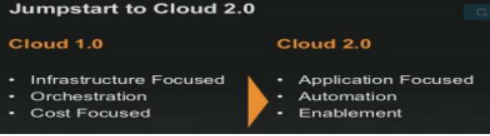 Jumpstart to Cloud 2.0
Cloud 1.0
• Infrastructure Focused
• Orchestration
• Cost Focused
Cloud 2.0
• Application Focused
• Automation
• Enablement